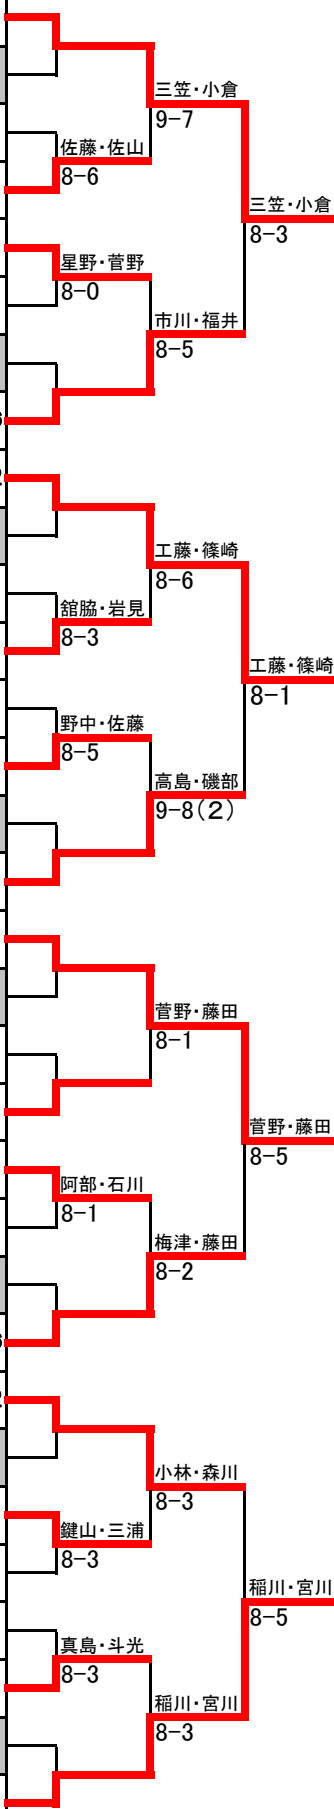 三笠・小倉
9-7
佐藤・佐山
8-6
三笠・小倉
8-3
星野・菅野
8-0
市川・福井
8-5
工藤・篠崎
8-6
舘脇・岩見
8-3
工藤・篠崎
8-1
野中・佐藤
8-5
高島・磯部
9-8(2)
菅野・藤田
8-1
菅野・藤田
8-5
阿部・石川
8-1
梅津・藤田
8-2
小林・森川
8-3
鍵山・三浦
8-3
稲川・宮川
8-5
真島・斗光
8-3
稲川・宮川
8-3